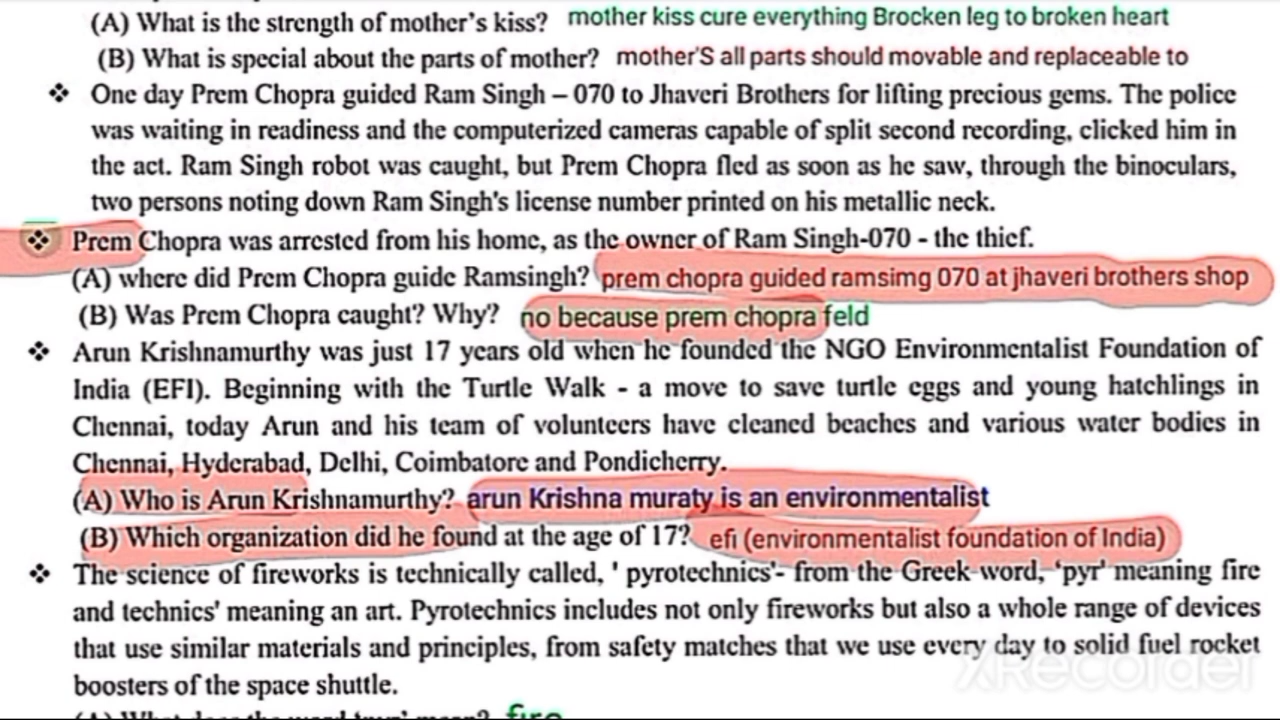 (A) What is the strength of mother's kiss? mother kiss cure everything Brocken leg to broken heart
(B) What is special about the parts of mother? mother'S all parts should movable and replaceable to
❖ One day Prem Chopra guided Ram Singh – 070 to Jhaveri Brothers for lifting precious gems. The police
was waiting in readiness and the computerized cameras capable of split second recording, clicked him in
the act. Ram Singh robot was caught, but Prem Chopra fled as soon as he saw, through the binoculars,
two persons noting down Ram Singh's license number printed on his metallic neck.
❖ Prem Chopra was arrested from his home, as the owner of Ram Singh-070 - the thief.
(A) where did Prem Chopra guide Ramsingh? prem chopra guided ramsimg 070 at jhaveri brothers shop
(B) Was Prem Chopra caught? Why? no because prem chopra feld
❖ Arun Krishnamurthy was just 17 years old when he founded the NGO Environmentalist Foundation of
India (EFI). Beginning with the Turtle Walk - a move to save turtle eggs and young hatchlings in
Chennai, today Arun and his team of volunteers have cleaned beaches and various water bodies in
Chennai, Hyderabad, Delhi, Coimbatore and Pondicherry.
(A) Who is Arun Krishnamurthy? arun Krishna muraty is an environmentalist
(B) Which organization did he found at the age of 17? efi (environmentalist foundation of India)
❖ The science of fireworks is technically called, ' pyrotechnics'- from the Greek word, 'pyr' meaning fire
and technics' meaning an art. Pyrotechnics includes not only fireworks but also a whole range of devices
that use similar materials and principles, from safety matches that we use every day to solid fuel rocket
boosters of the space shuttle.
XRecorder
(A) What does the word 'pyr' mean? fire